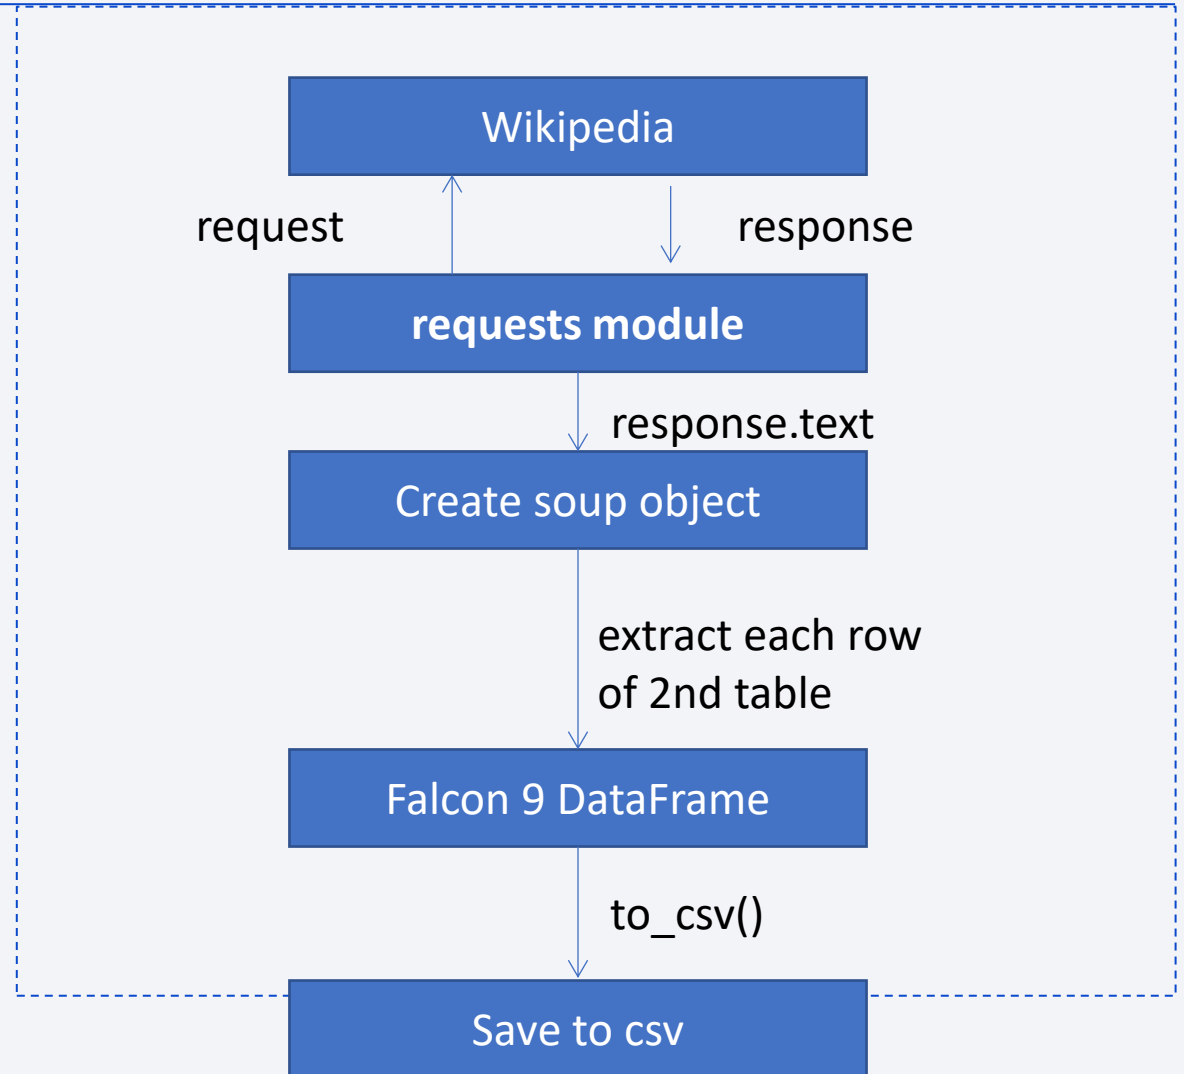 Wikipedia
request
response
requests module
response.text
Create soup object
extract each row
of 2nd table
Falcon 9 DataFrame
to_csv()
Save to csv